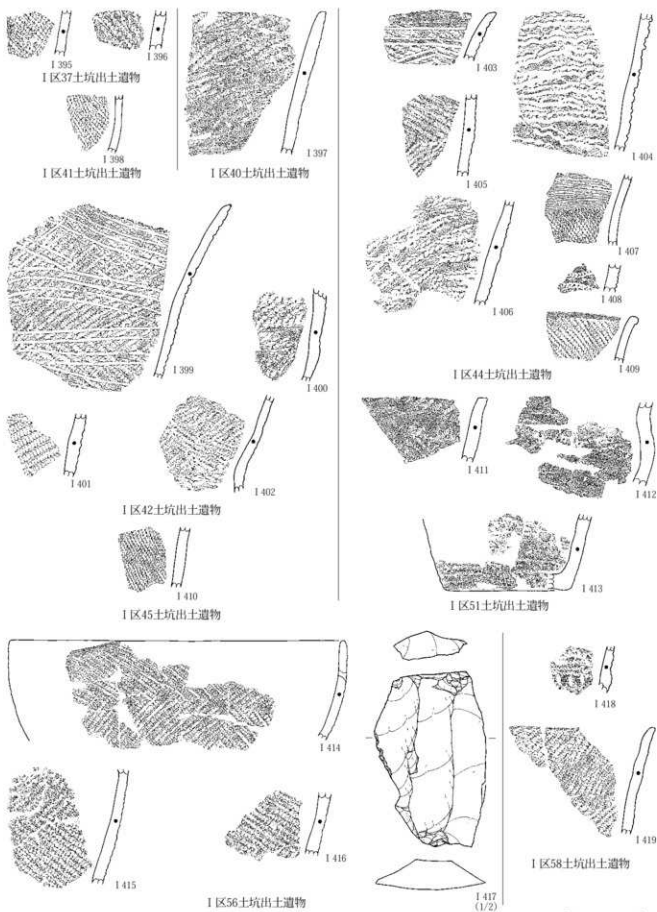 I 395
I 396
I 区37土坑出土遺物
I 398
I 区41土坑出土遺物
I 397
I 区40土坑出土遺物
I 399
I 400
I 401
I 402
I 区42土坑出土遺物
I 410
I 区45土坑出土遺物
I 403
I 404
I 405
I 406
I 407
I 408
I 409
I 区44土坑出土遺物
I 411
I 412
I 413
I 区51土坑出土遺物
I 414
I 415
I 416
I 区56土坑出土遺物
I 417
(1/2)
I 418
I 419
I 区58土坑出土遺物